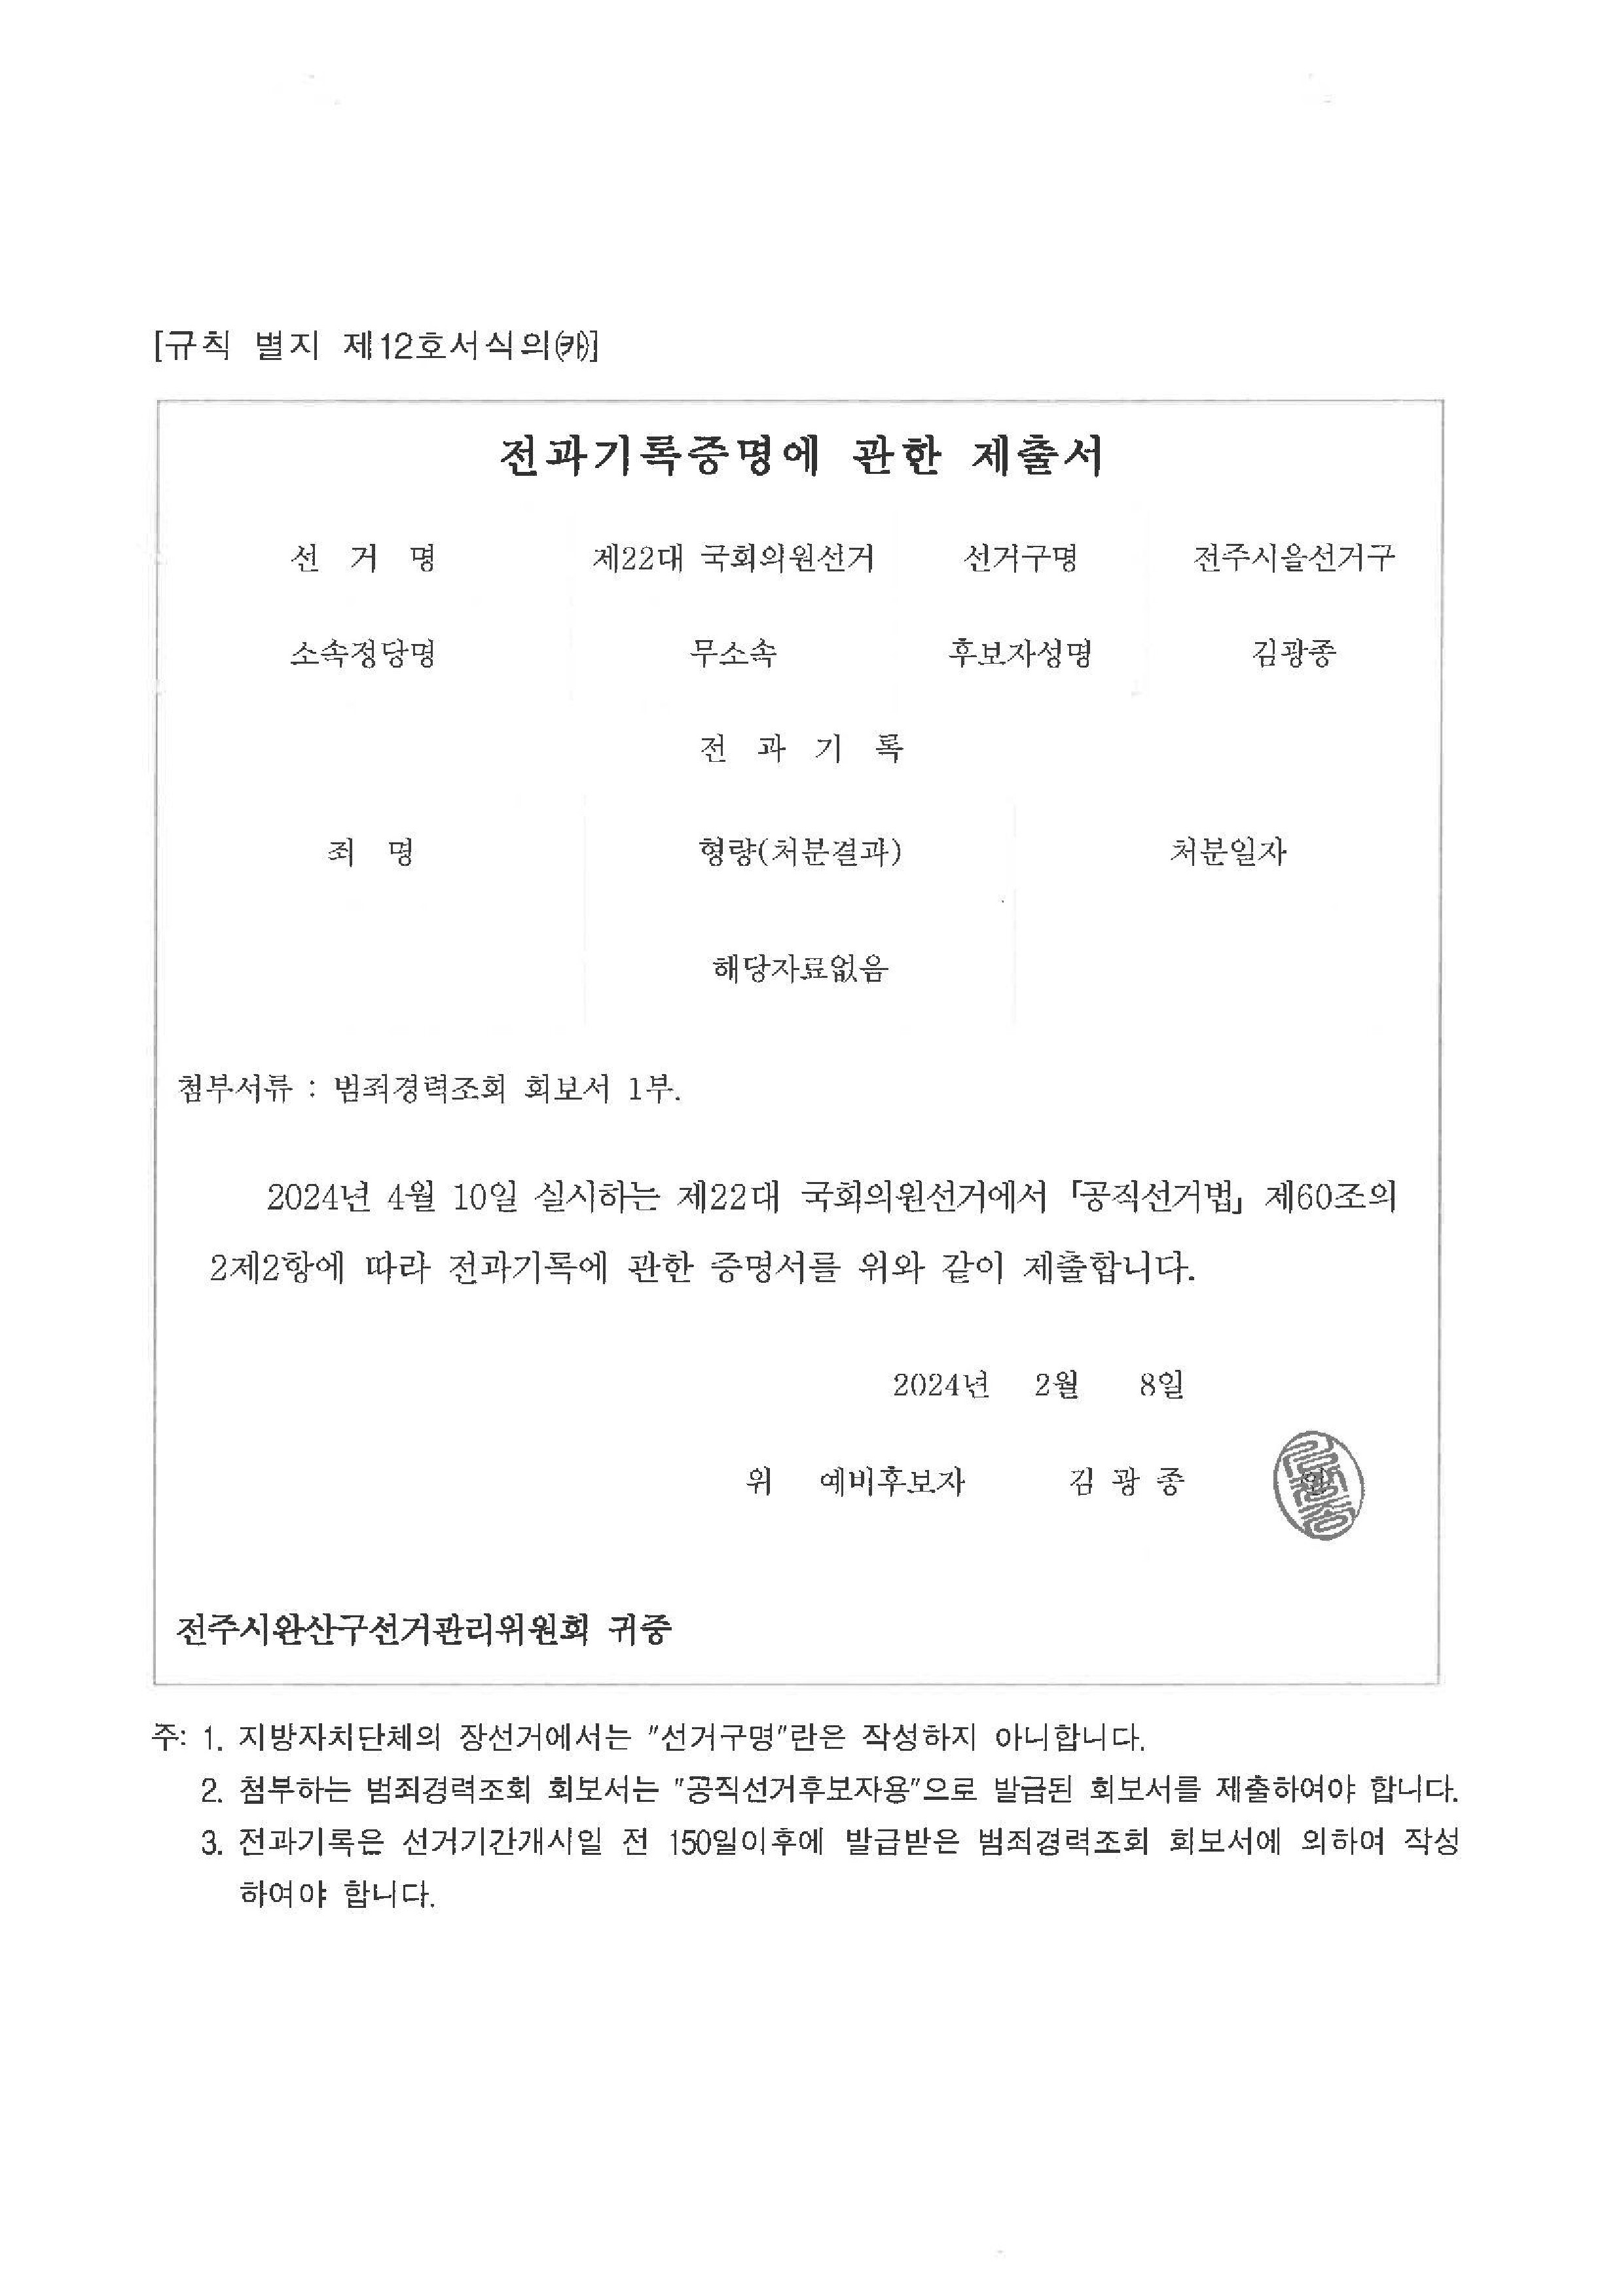 [규칙 별지 제12호서식의㈕]
전과기록증명에 관한 제출서
선 거 명 제22대 국회의원선거 선거구명 전주시을선거구
소속정당명 무소속 후보자성명 김광종
전 과 기 록
죄 명 형량(처분결과) 처분일자
해당자료없음
첨부서류 : 범죄경력조회 회보서 1부.
2024년 4월 10일 실시하는 제22대 국회의원선거에서 「공직선거법」 제60조의
2제2항에 따라 전과기록에 관한 증명서를 위와 같이 제출합니다.
2024년 2월 8일
위 예비후보자 김 광 종
전주시완산구선거관리위원회 귀중
주: 1. 지방자치단체의 장선거에서는 "선거구명"란은 작성하지 아니합니다.
2. 첨부하는 범죄경력조회 회보서는 "공직선거후보자용"으로 발급된 회보서를 제출하여야 합니다.
3. 전과기록은 선거기간개시일 전 150일이후에 발급받은 범죄경력조회 회보서에 의하여 작성
하여야 합니다.